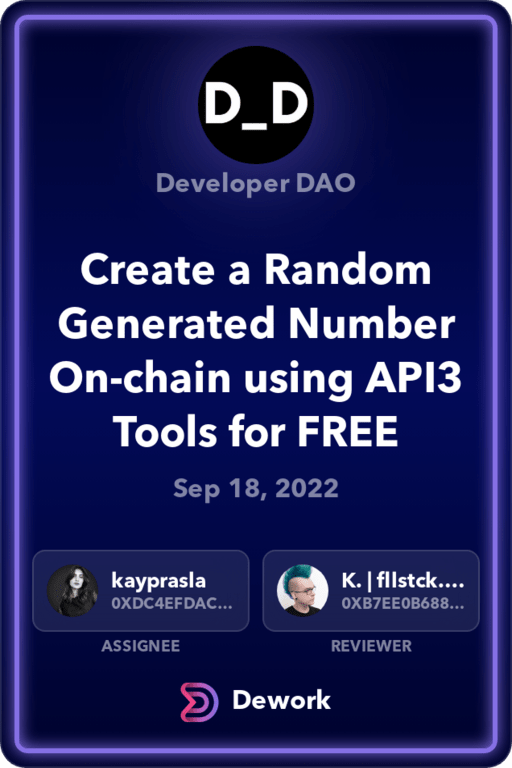 D_D
Developer DAO
Create a Random
Generated Number
On-chain using API3
Tools for FREE
Sep 18, 2022
kayprasla
0XDC4EFDAC...
K. | fllstck....
0XB7EE0B688...
ASSIGNEE
REVIEWER
Dework